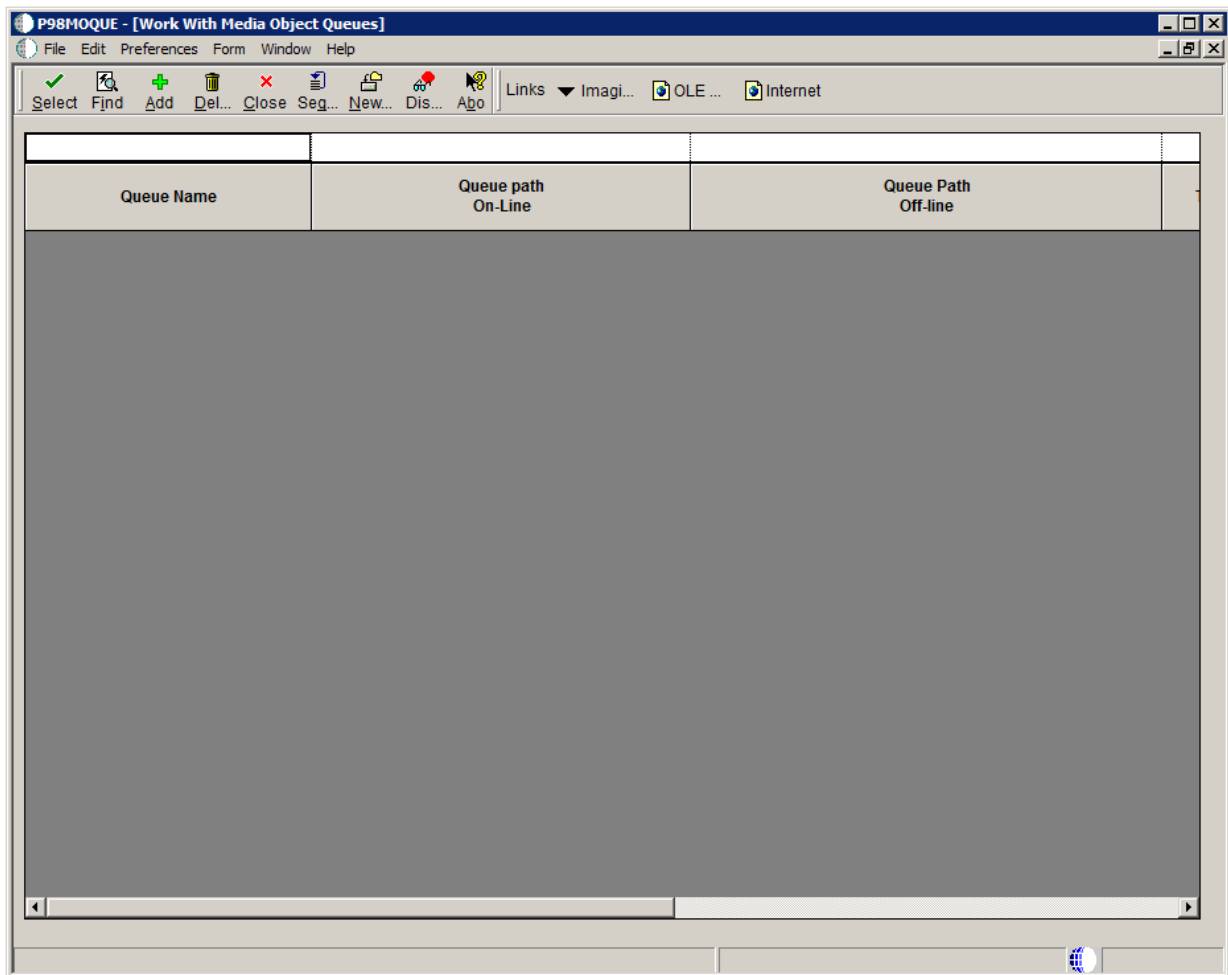 P98MOQUE - [Work With Media Object Queues]
File Edit Preferences Form Window Help
Select Find Add Del... Close Seq... New... Dis... Abo Links Imagi... OLE ... Internet
Queue Name
Queue path
On-Line
Queue Path
Off-line